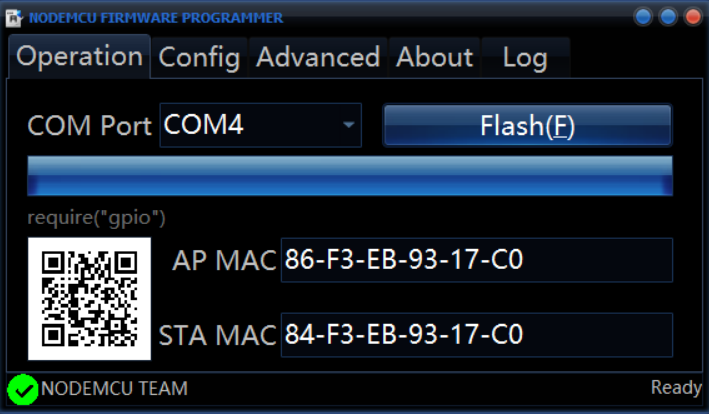 NODEMCU FIRMWARE PROGRAMMER
Operation Config Advanced About Log
COM Port COM4 Flash(F)
require("gpio")
AP MAC 86-F3-EB-93-17-C0
STA MAC 84-F3-EB-93-17-C0
NODEMCU TEAM Ready